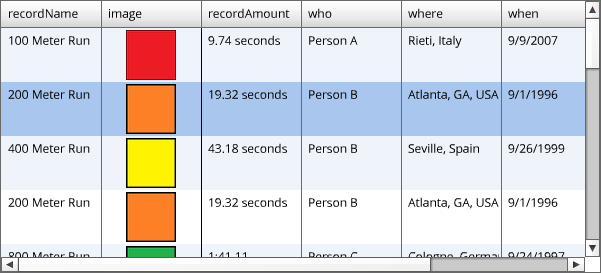 recordName image recordAmount who where when
100 Meter Run 9.74 seconds Person A Rieti, Italy 9/9/2007
200 Meter Run 19.32 seconds Person B Atlanta, GA, USA 9/1/1996
400 Meter Run 43.18 seconds Person B Seville, Spain 9/26/1999
200 Meter Run 19.32 seconds Person B Atlanta, GA, USA 9/1/1996
800 Meter Run 1:41.11 Person C Cologne, 9/24/1997